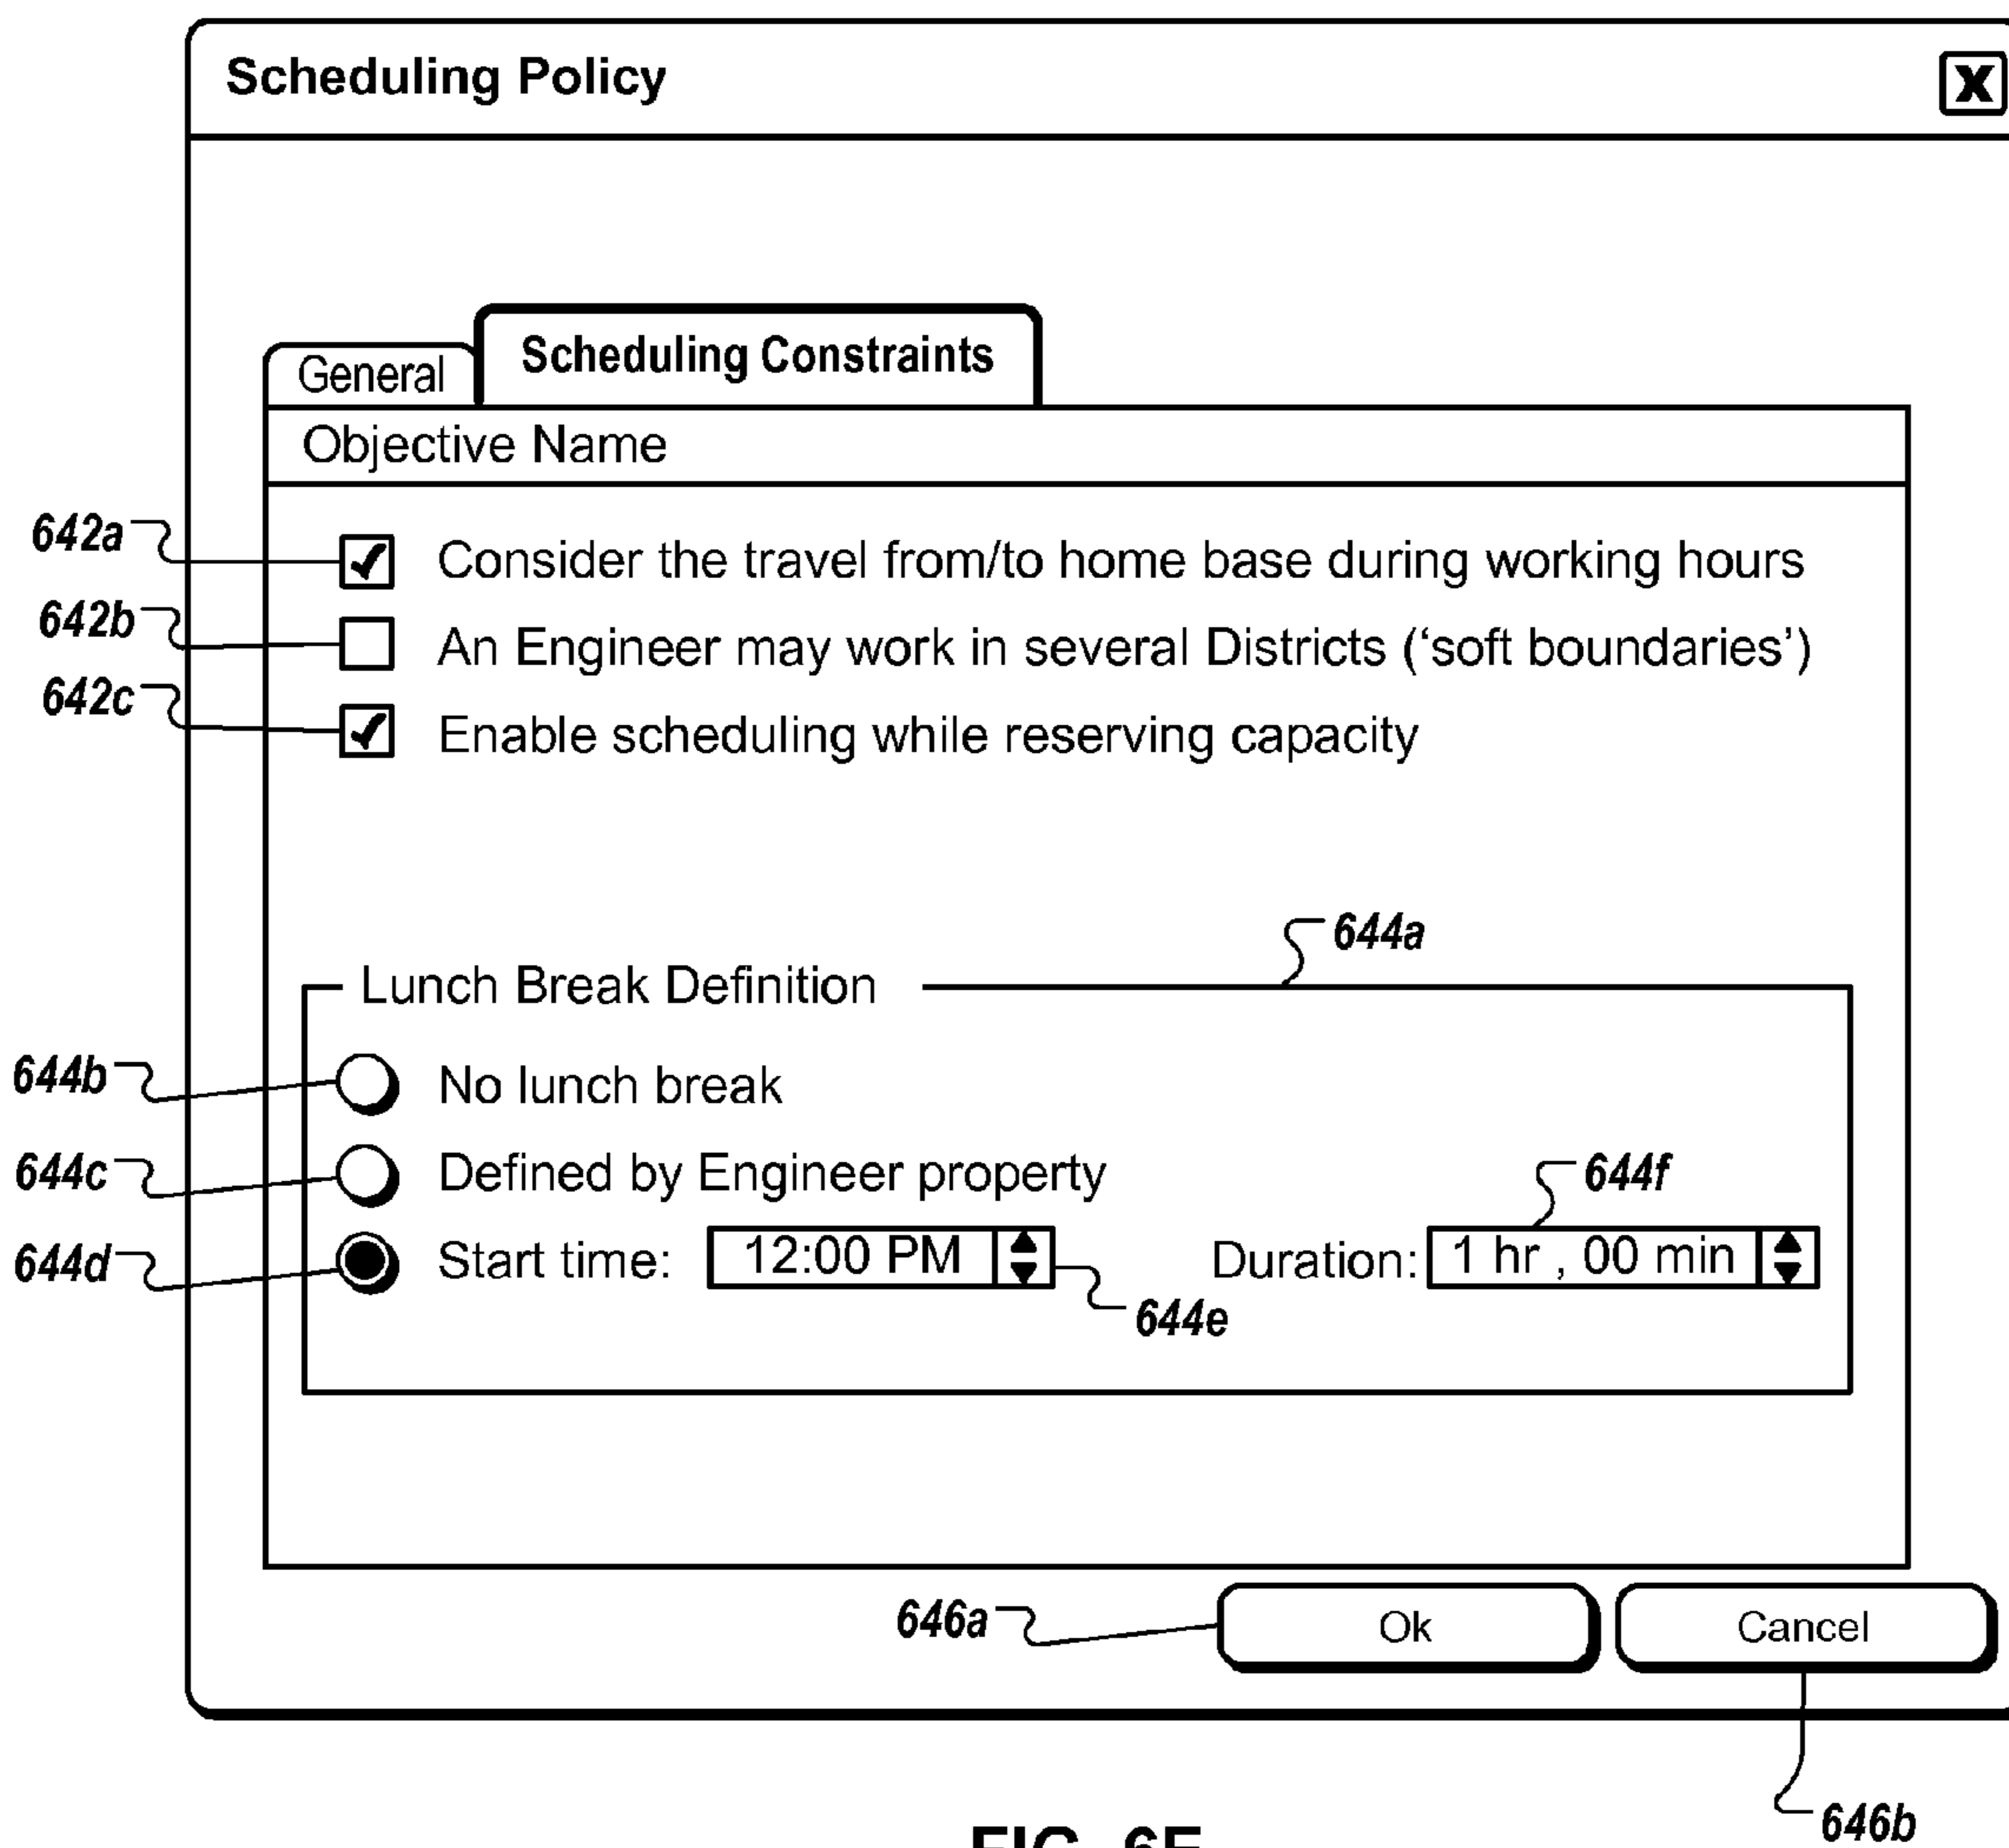 Scheduling Policy
X
General
Scheduling Constraints
Objective Name
642a
Consider the travel from/to home base during working hours
642b
An Engineer may work in several Districts (‘soft boundaries’)
642c
Enable scheduling while reserving capacity
644a
Lunch Break Definition
644b
No lunch break
644c
Defined by Engineer property
644f
644d
Start time: 12:00 PM Duration: 1 hr , 00 min
644e
646a
Ok
Cancel
646b